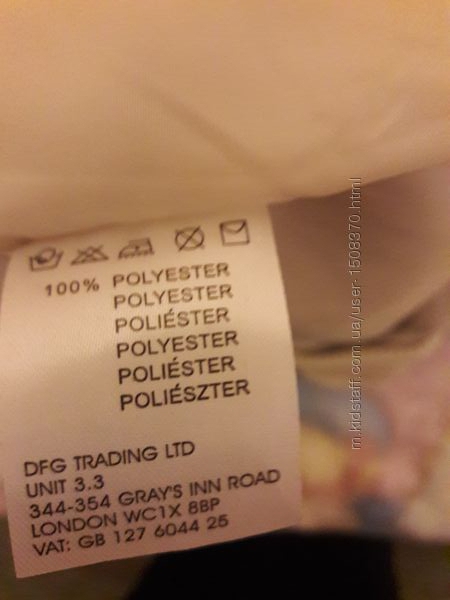 100% POLYESTER
POLYESTER
POLIÉSTER
POLYESTER
POLIÉSTER
POLIÉSZTER
DFG TRADING LTD
UNIT 3.3
344-354 GRAY'S INN ROAD
LONDON WC1X 8BP
VAT: GB 127 6044 25
m.kidstaff.com.ua/user-1508370.html